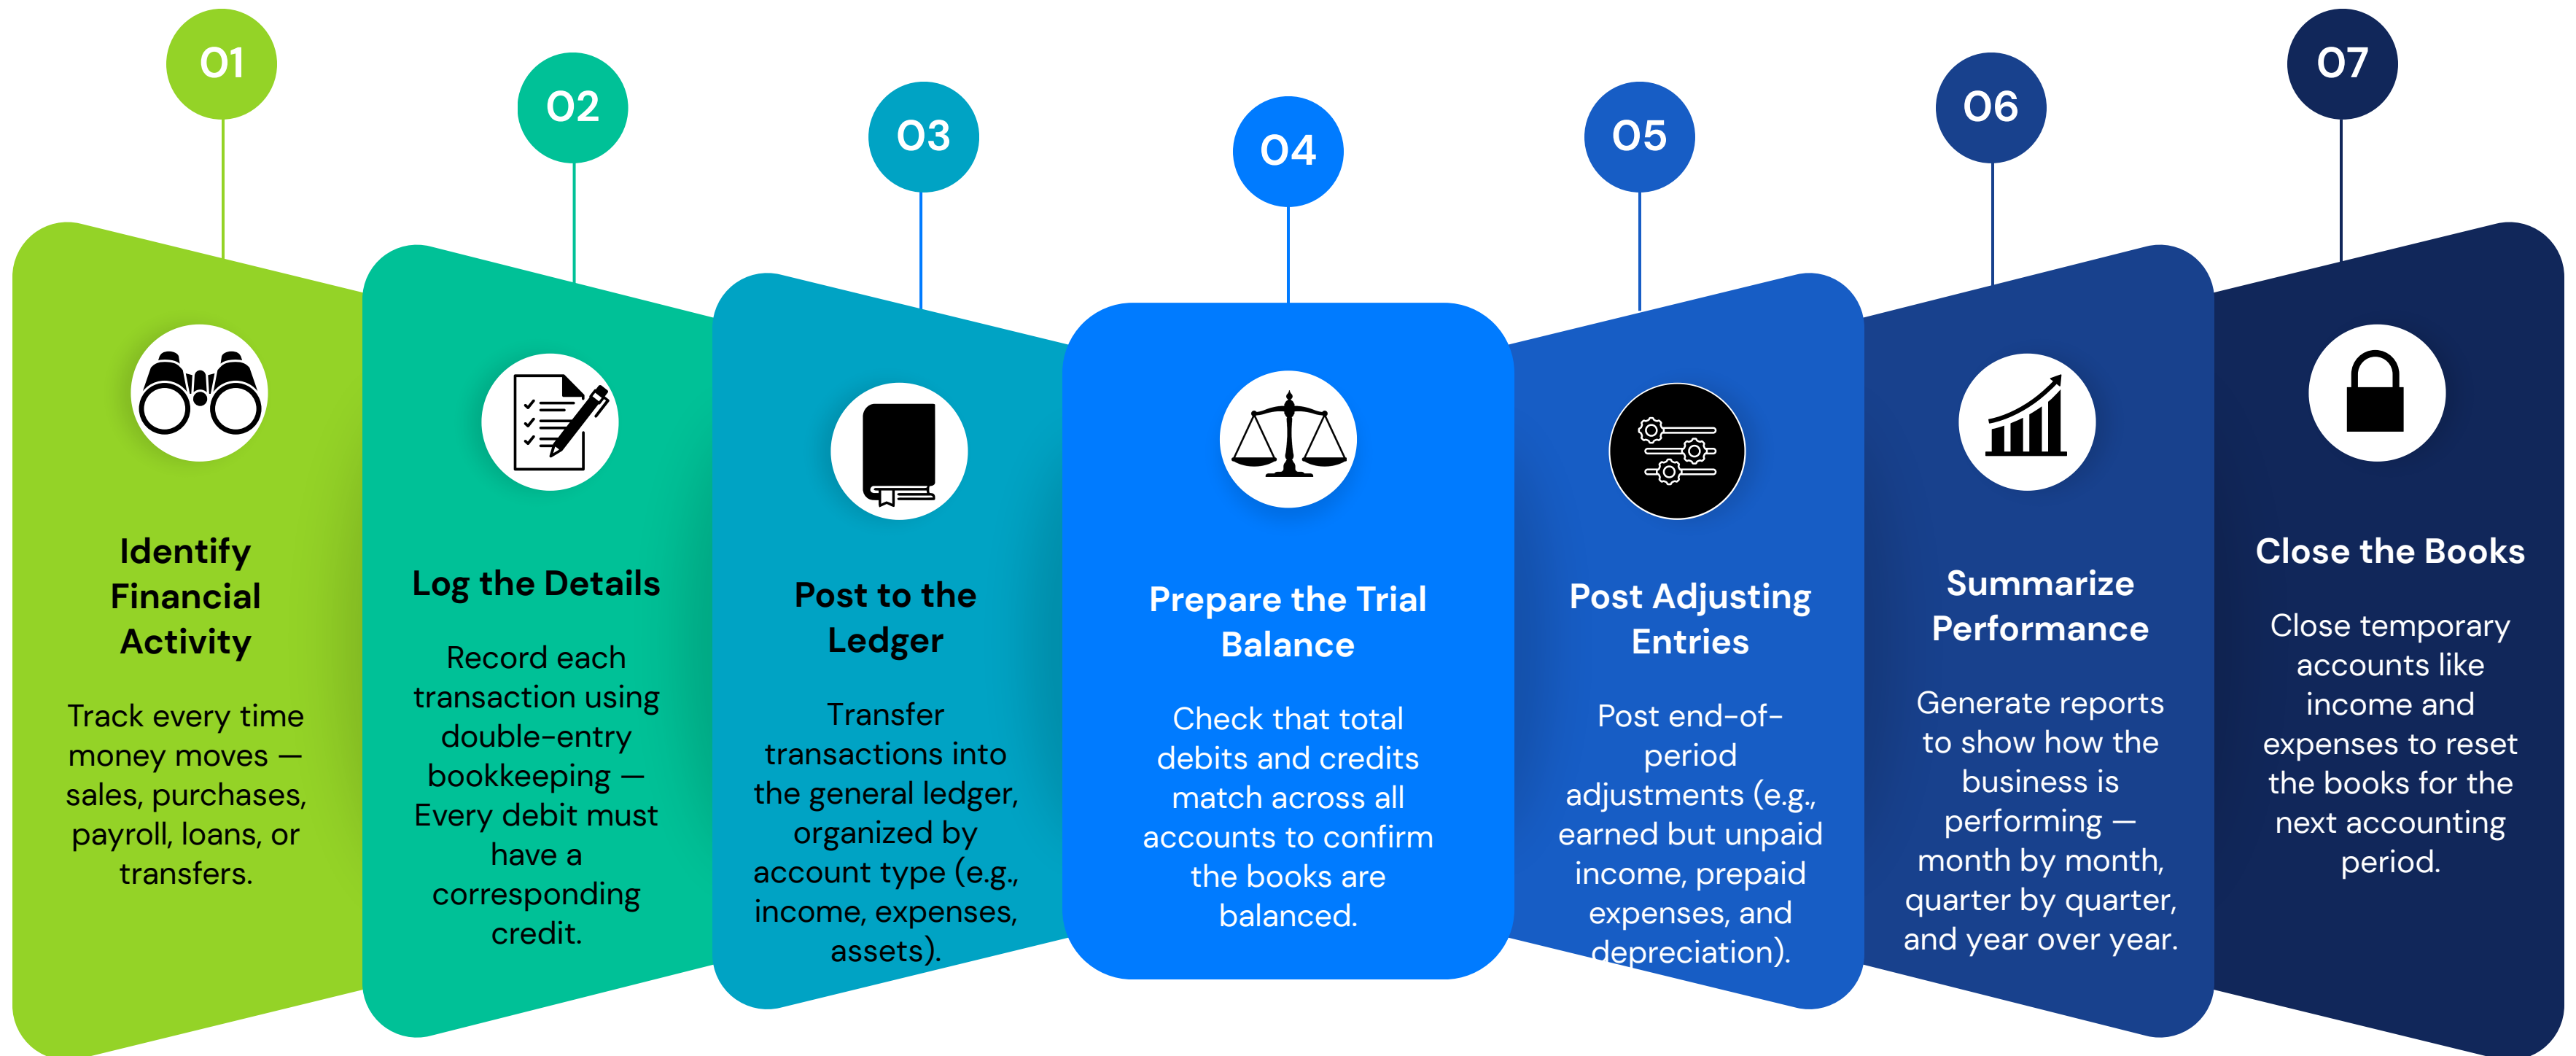 01
Identify
Financial
Activity
Track every time
money moves —
sales, purchases,
payroll, loans, or
transfers.
02
Log the Details
Record each
transaction using
double-entry
bookkeeping —
Every debit must
have a
corresponding
credit.
03
Post to the
Ledger
Transfer
transactions into
the general ledger,
organized by
account type (e.g.,
income, expenses,
assets).
04
Prepare the Trial
Balance
Check that total
debits and credits
match across all
accounts to confirm
the books are
balanced.
05
Post Adjusting
Entries
Post end-of-
period
adjustments (e.g.,
earned but unpaid
income, prepaid
expenses, and
depreciation).
06
Summarize
Performance
Generate reports
to show how the
business is
performing —
month by month,
quarter by quarter,
and year over year.
07
Close the Books
Close temporary
accounts like
income and
expenses to reset
the books for the
next accounting
period.